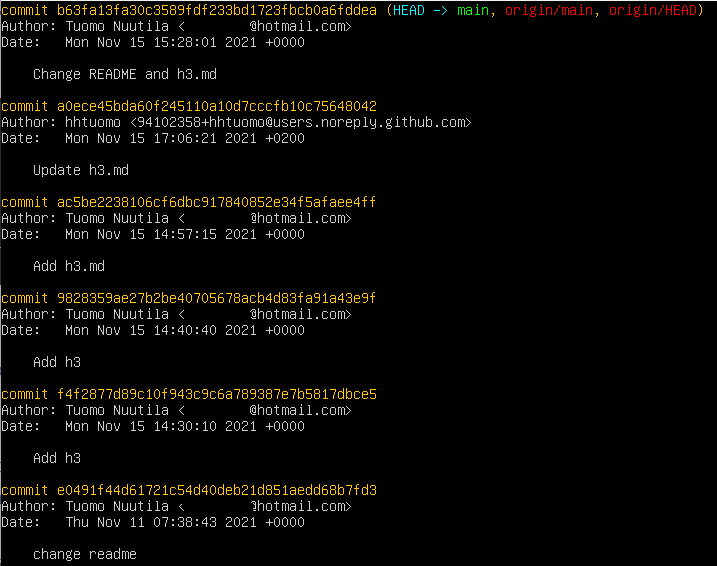 commit b63fa13fa30c3589fdf233bd1723fbcb0a6fddea (HEAD -> main, origin/main, origin/HEAD)
Author: Tuomo Nuutila <        @hotmail.com>
Date:   Mon Nov 15 15:28:01 2021 +0000
    Change README and h3.md
commit a0ece45bda60f245110a10d7cccfb10c75648042
Author: hhtuomo <94102358+hhtuomo@users.noreply.github.com>
Date:   Mon Nov 15 17:06:21 2021 +0200
    Update h3.md
commit ac5be2238106cf6dbc917840852e34f5afaee4ff
Author: Tuomo Nuutila <        @hotmail.com>
Date:   Mon Nov 15 14:57:15 2021 +0000
    Add h3.md
commit 9828359ae27b2be40705678acb4d83fa91a43e9f
Author: Tuomo Nuutila <        @hotmail.com>
Date:   Mon Nov 15 14:40:40 2021 +0000
    Add h3
commit f4f2877d89c10f943c9c6a789387e7b5817dbce5
Author: Tuomo Nuutila <        @hotmail.com>
Date:   Mon Nov 15 14:30:10 2021 +0000
    Add h3
commit e0491f44d61721c54d40deb21d851aedd68b7fd3
Author: Tuomo Nuutila <        @hotmail.com>
Date:   Thu Nov 11 07:38:43 2021 +0000
    change readme